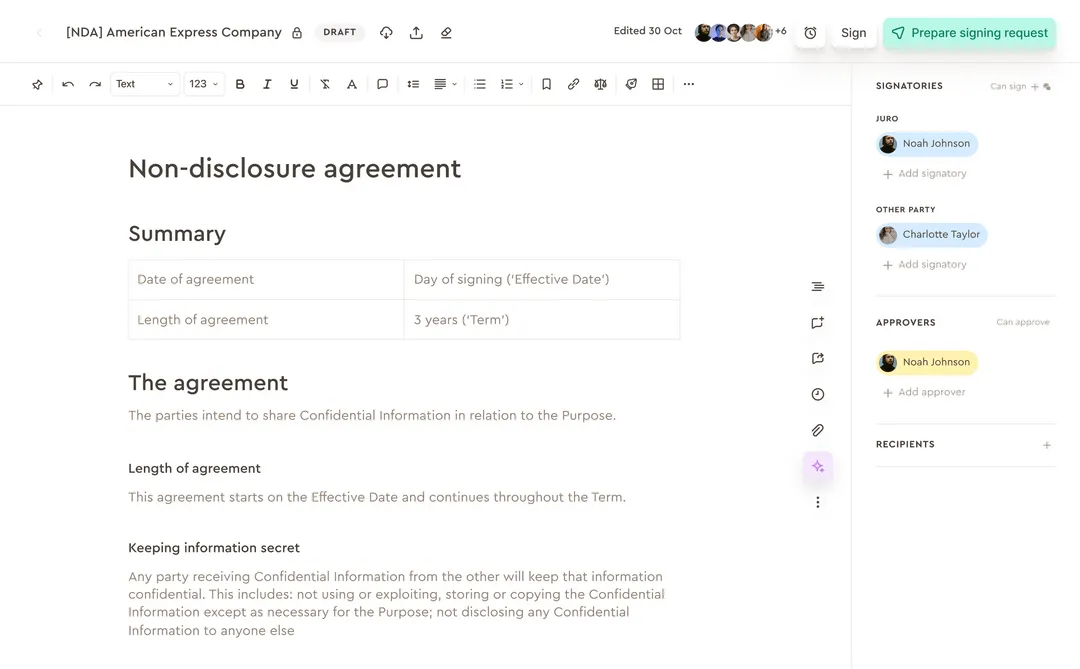 [NDA] American Express Company DRAFT Edited 30 Oct +6 Sign Prepare signing request
Text 123 B I U A
Non-disclosure agreement
Summary
Date of agreement Day of signing (‘Effective Date’)
Length of agreement 3 years (‘Term’)
The agreement
The parties intend to share Confidential Information in relation to the Purpose.
Length of agreement
This agreement starts on the Effective Date and continues throughout the Term.
Keeping information secret
Any party receiving Confidential Information from the other will keep that information
confidential. This includes: not using or exploiting, storing or copying the Confidential
Information except as necessary for the Purpose; not disclosing any Confidential
Information to anyone else
SIGNATORIES Can sign
JURO
Noah Johnson
Add signatory
OTHER PARTY
Charlotte Taylor
Add signatory
APPROVERS Can approve
Noah Johnson
Add approver
RECIPIENTS